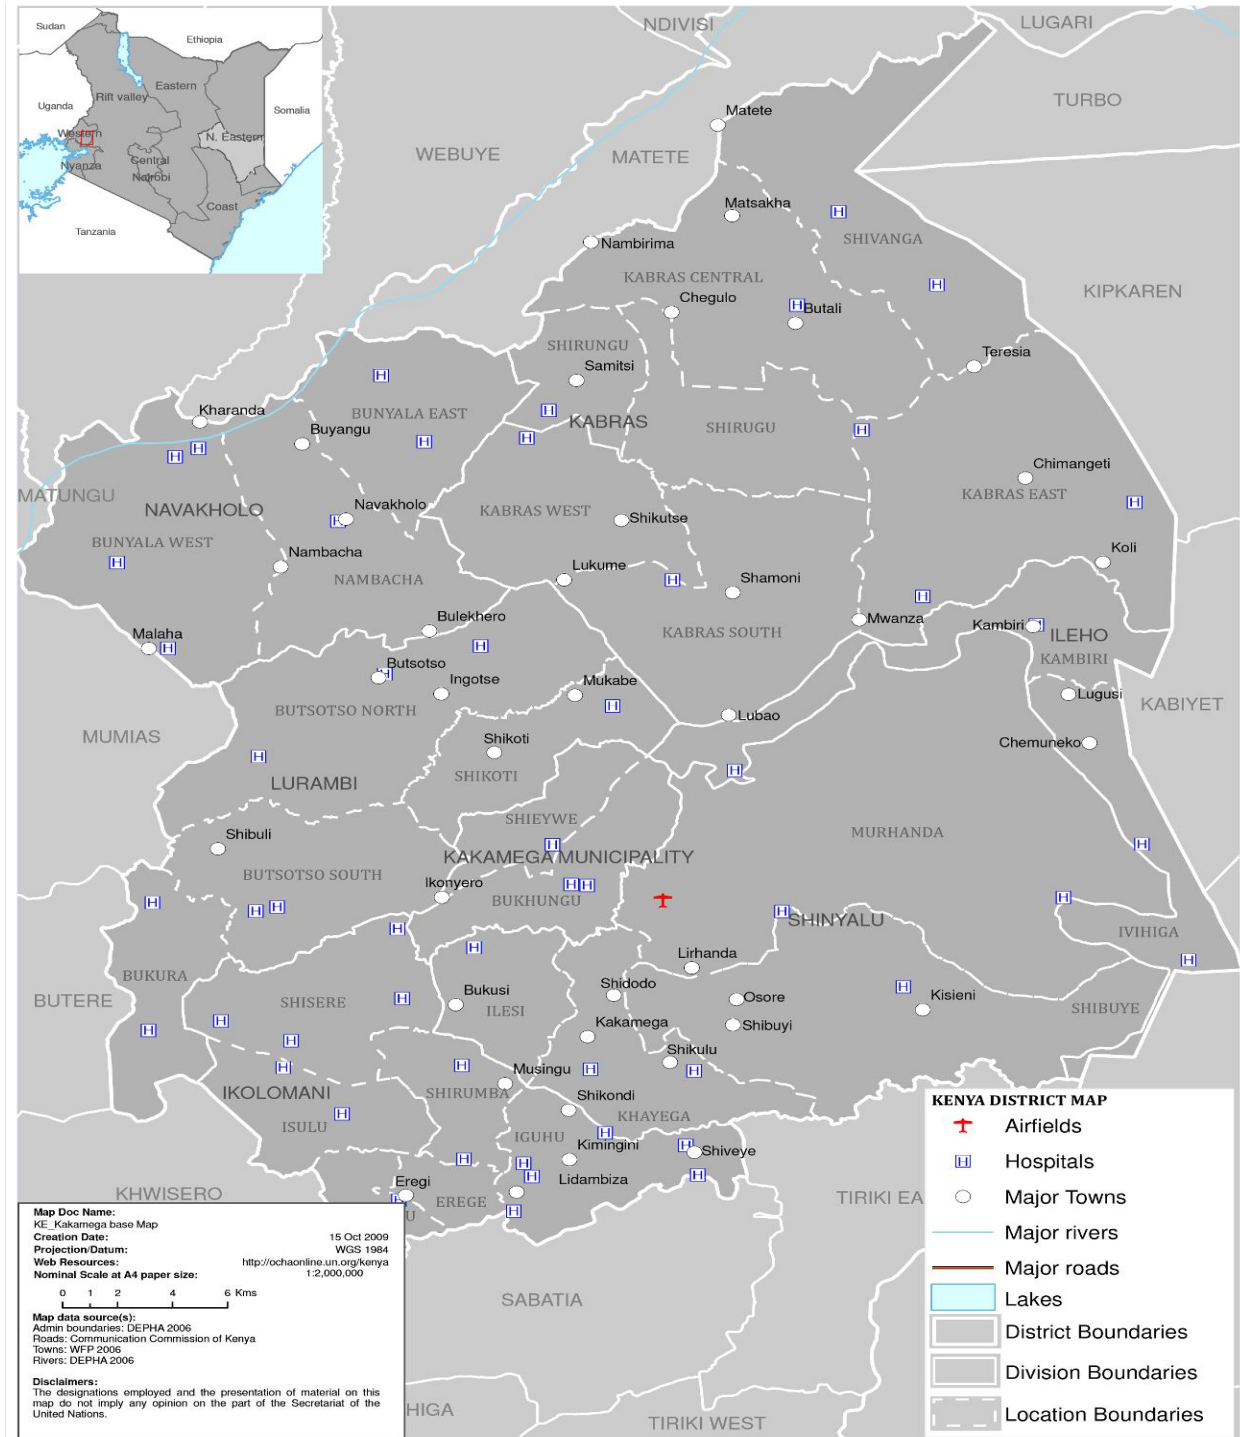 Sudan
Ethiopia
Eastern
Rift valley
Uganda
Somalia
Western
N. Eastern
Nyanza
Central
Nairobi
Coast
Tanzania
NDIVISI
LUGARI
TURBO
WEBUYE
MATETE
Matete
Matsakha
SHIVANGA
Nambirima
KABRAS CENTRAL
KIPKAREN
Chegulo
H
Butali
SHIRUNGU
Samitsi
Teresia
Kharanda
BUNYALA EAST
KABRAS
SHIRUGU
Buyangu
Chimangeti
KABRAS EAST
MATUNGU
NAVAKHOLO
Navakholo
KABRAS WEST
Shikutse
BUNYALA WEST
Nambacha
NAMBACHA
Lukume
Shamoni
Koli
Bulekhero
KABRAS SOUTH
Mwanza
Kambiri
ILEHO
Malaha
KAMBIRI
Butsotso
Ingotse
Mukabe
Lugusi
BUTSOTSO NORTH
Lubao
KABIYET
MUMIAS
Shikoti
Chemuneko
SHIKOTI
LURAMBI
SHIEYWE
MURHANDA
Shibuli
KAKAMEGA MUNICIPALITY
BUTSOTSO SOUTH
Ikonyero
BUKHUNGU
SHINYALU
IVIHIGA
BUKURA
Lirhanda
BUTERE
SHISERE
Bukusi
ILESI
Shidodo
Osore
Kisieni
SHIBUYE
Kakamega
Shibuyi
Shikulu
IKOLOMANI
SHIRUMBA
Musingu
ISULU
Shikondi
KHAYEGA
IGUHU
Kimingini
Shiveye
KHWISERO
Eregi
EREGE
Lidambiza
U
TIRIKI EA
SABATIA
HIGA
TIRIKI WEST
KENYA DISTRICT MAP
Airfields
H Hospitals
Major Towns
Major rivers
Major roads
Lakes
District Boundaries
Division Boundaries
Location Boundaries
Map Doc Name:
KE_Kakamega base Map
Creation Date: 15 Oct 2009
Projection/Datum: WGS 1984
Web Resources: http://ochaonline.un.org/kenya
Nominal Scale at A4 paper size: 1:2,000,000
0 1 2 4 6 Kms
Map data source(s):
Admin boundaries: DEPHA 2006
Roads: Communication Commission of Kenya
Towns: WFP 2006
Rivers: DEPHA 2006
Disclaimers:
The designations employed and the presentation of material on this
map do not imply any opinion on the part of the Secretariat of the
United Nations.